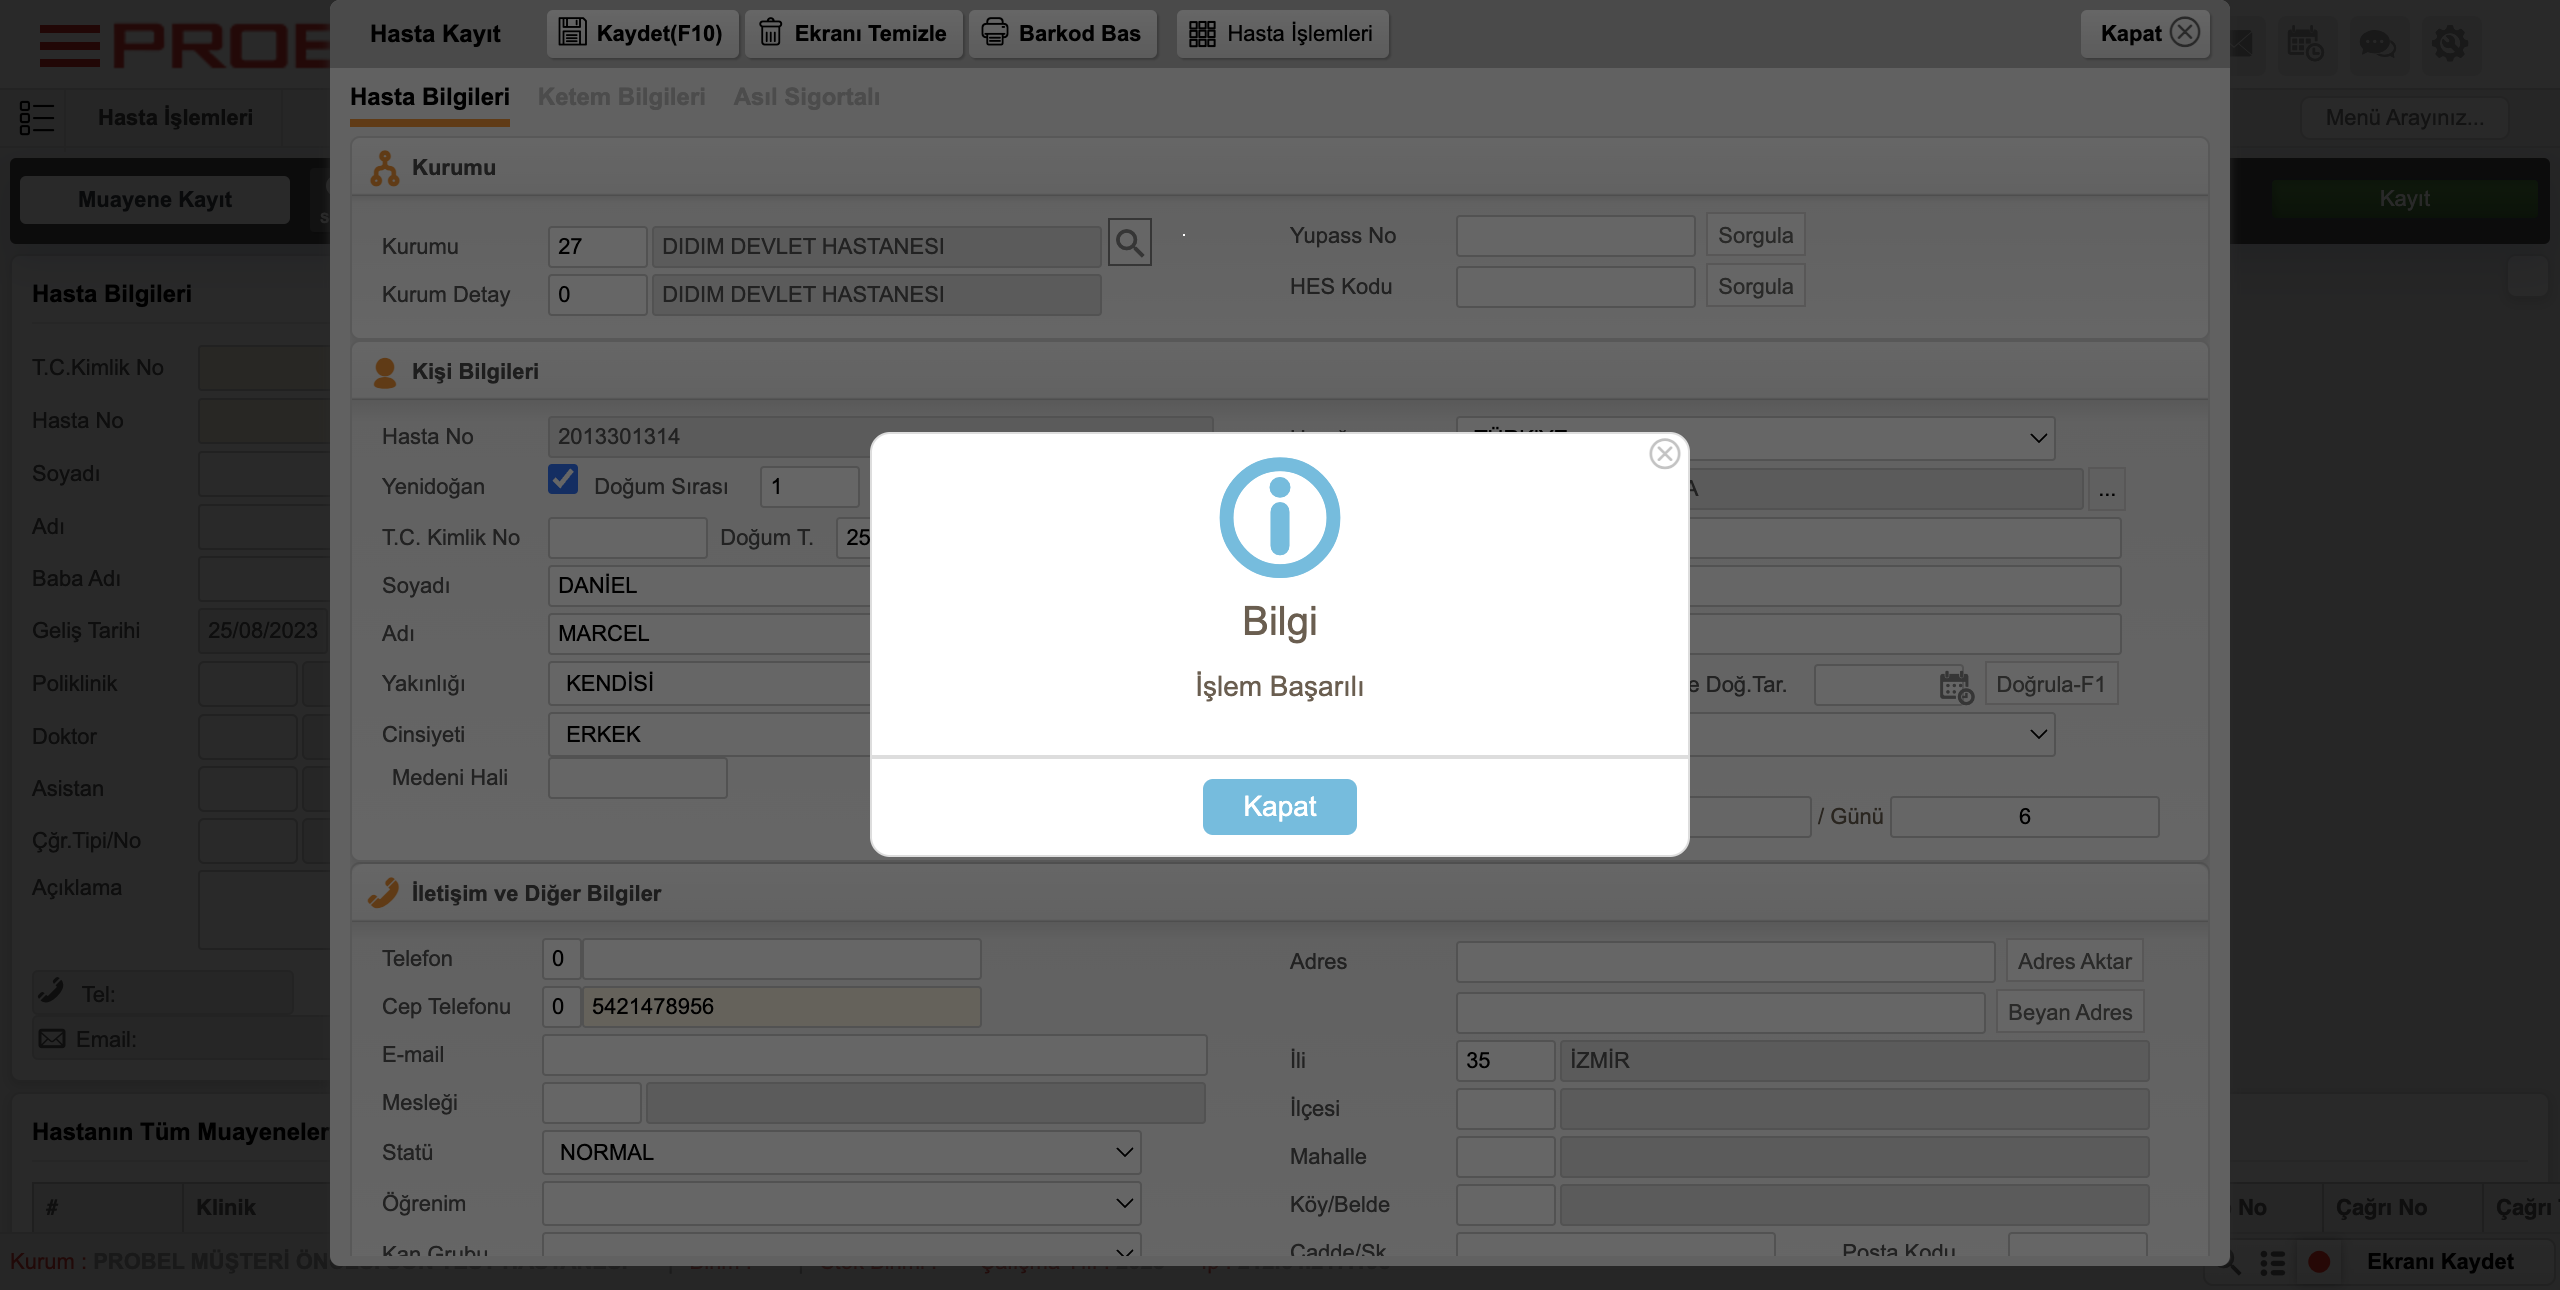 Hasta Kayıt Kaydet(F10) Ekranı Temizle Barkod Bas Hasta İşlemleri Kapat
Hasta Bilgileri Ketem Bilgileri Asıl Sigortalı
Hasta İşlemleri
Menü Arayınız...
Muayene Kayıt
Kayıt
Kurumu
Kurumu 27 DIDIM DEVLET HASTANESI
Yupass No Sorgula
Kurum Detay 0 DIDIM DEVLET HASTANESI
HES Kodu Sorgula
Hasta Bilgileri
T.C.Kimlik No
Hasta No
Soyadı
Adı
Baba Adı
Geliş Tarihi 25/08/2023
Poliklinik
Doktor
Asistan
Çğr.Tipi/No
Açıklama
Tel:
Email:
Kişi Bilgileri
Hasta No 2013301314
Yenidoğan Doğum Sırası 1
...
T.C. Kimlik No Doğum T. 25
Soyadı DANİEL
Adı MARCEL
Yakınlığı KENDİSİ
e Doğ.Tar. Doğrula-F1
Cinsiyeti ERKEK
Medeni Hali
/ Günü 6
Bilgi
İşlem Başarılı
Kapat
İletişim ve Diğer Bilgiler
Telefon 0
Adres Adres Aktar
Cep Telefonu 0 5421478956
Beyan Adres
E-mail
İli 35 İZMİR
Mesleği
İlçesi
Statü NORMAL
Mahalle
Öğrenim
Köy/Belde
Kan Grubu
Cadde/Sk. Posta Kodu
Hastanın Tüm Muayeneler
# Klinik
No Çağrı No Çağrı
Kurum : PROBEL MÜŞTERİ
Ekranı Kaydet